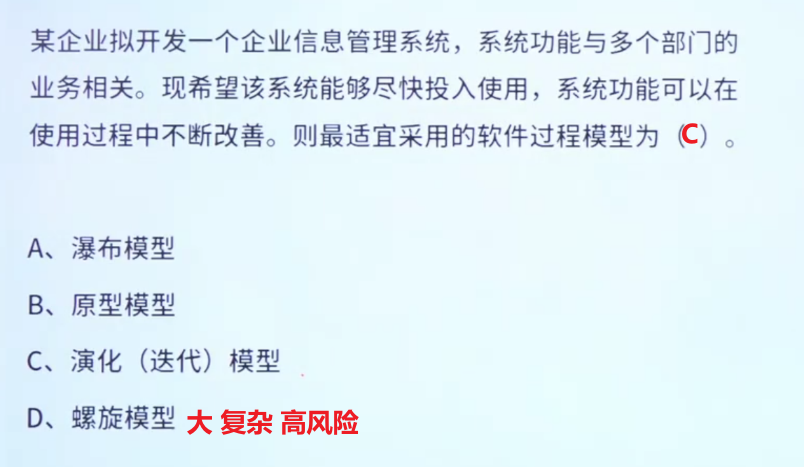 某企业拟开发一个企业信息管理系统，系统功能与多个部门的
业务相关。现希望该系统能够尽快投入使用，系统功能可以在
使用过程中不断改善。则最适宜采用的软件过程模型为（C）。
A、瀑布模型
B、原型模型
C、演化（迭代）模型
D、螺旋模型 大 复杂 高风险